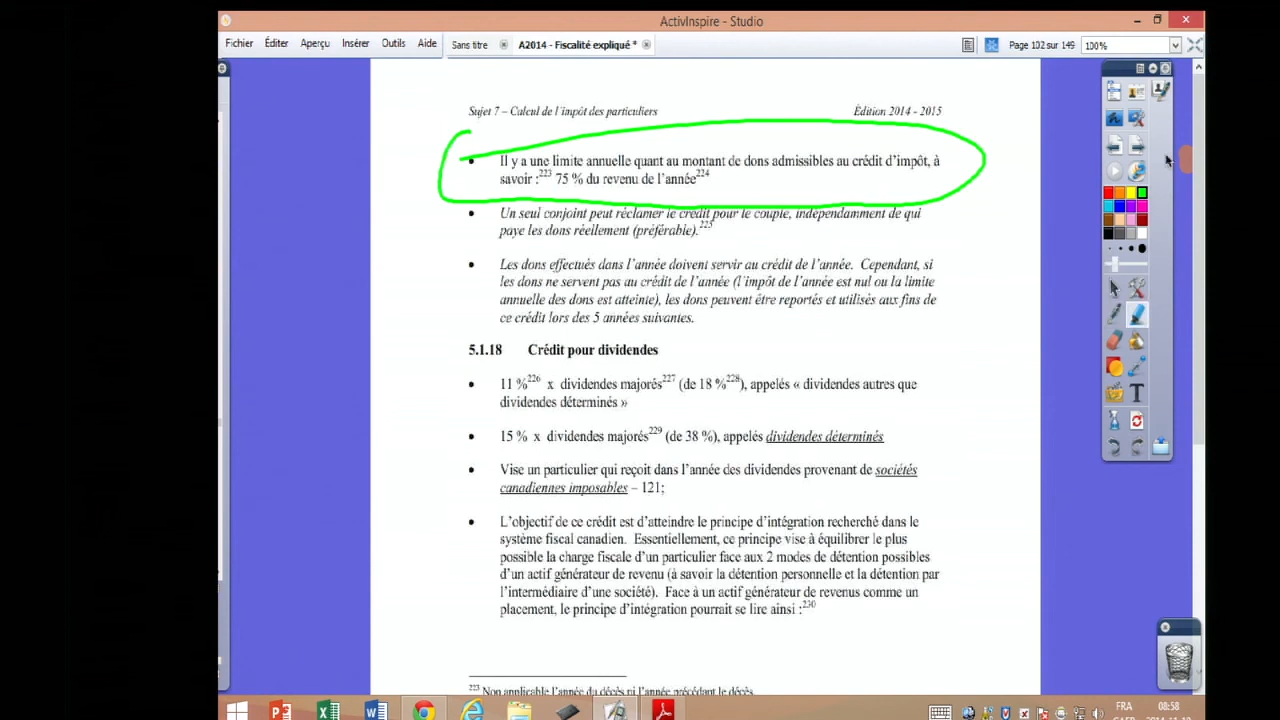 ActivInspire - Studio
Fichier Éditer Aperçu Insérer Outils Aide Sans titre A2014 - Fiscalité expliqué * Page 102 sur 149 100%
Sujet 7 – Calcul de l'impôt des particuliers Édition 2014 - 2015
• Il y a une limite annuelle quant au montant de dons admissibles au crédit d'impôt, à
savoir :223 75 % du revenu de l'année224
• Un seul conjoint peut réclamer le crédit pour le couple, indépendamment de qui
paye les dons réellement (préférable).225
• Les dons effectués dans l'année doivent servir au crédit de l'année. Cependant, si
les dons ne servent pas au crédit de l'année (l'impôt de l'année est nul ou la limite
annuelle des dons est atteinte), les dons peuvent être reportés et utilisés aux fins de
ce crédit lors des 5 années suivantes.
5.1.18 Crédit pour dividendes
• 11 %226 x dividendes majorés227 (de 18 %228), appelés « dividendes autres que
dividendes déterminés »
• 15 % x dividendes majorés229 (de 38 %), appelés dividendes déterminés
• Vise un particulier qui reçoit dans l'année des dividendes provenant de sociétés
canadiennes imposables – 121;
• L'objectif de ce crédit est d'atteindre le principe d'intégration recherché dans le
système fiscal canadien. Essentiellement, ce principe vise à équilibrer le plus
possible la charge fiscale d'un particulier face aux 2 modes de détention possibles
d'un actif générateur de revenu (à savoir la détention personnelle et la détention par
l'intermédiaire d'une société). Face à un actif générateur de revenus comme un
placement, le principe d'intégration pourrait se lire ainsi :230
223 Non applicable l'année du décès ni l'année précédant le décès.
FRA 08:58